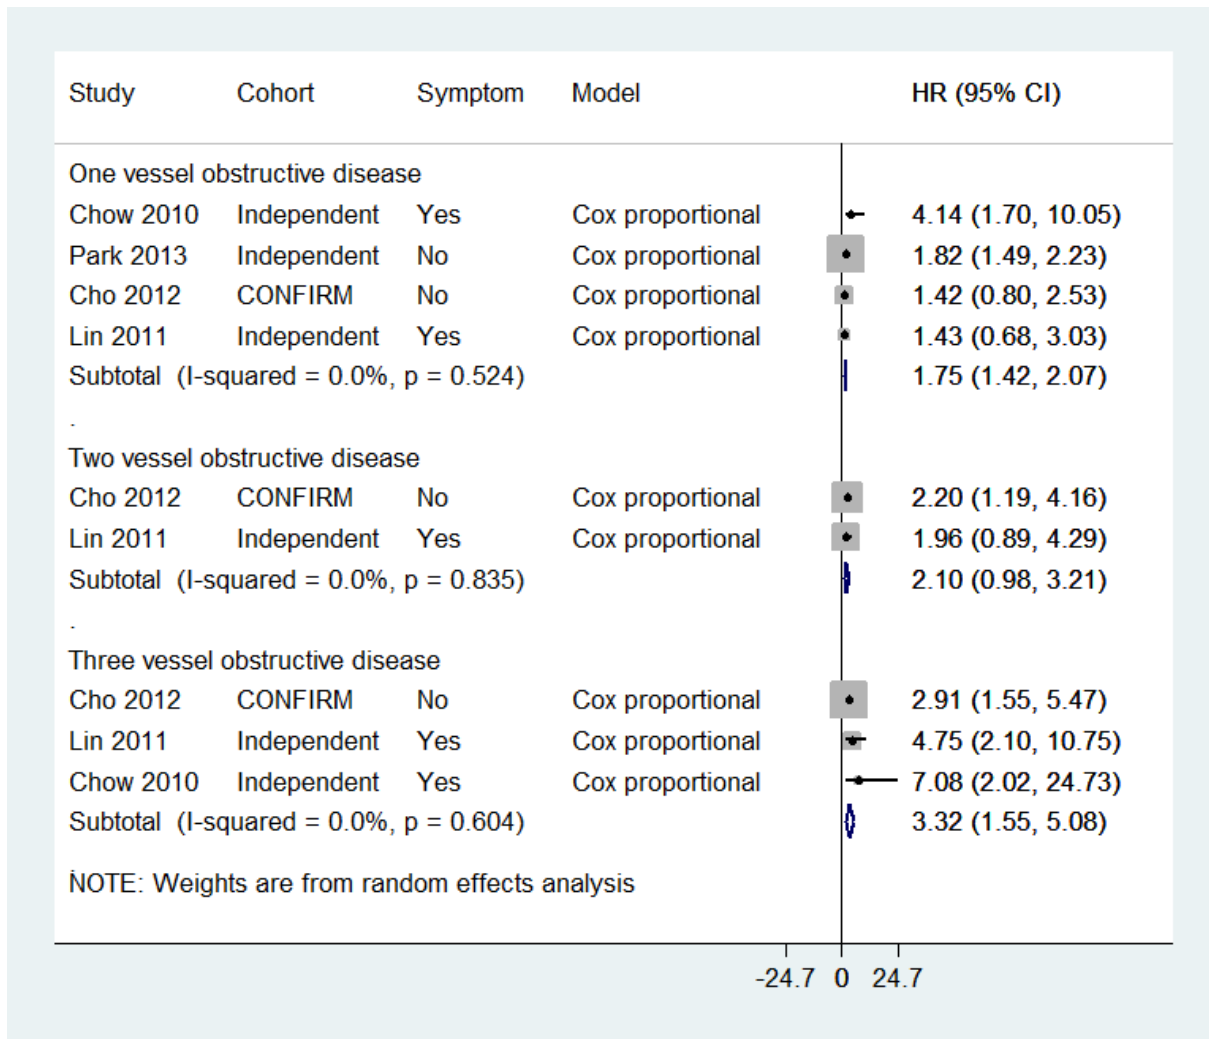 Study Cohort Symptom Model HR (95% CI)
One vessel obstructive disease
Chow 2010 Independent Yes Cox proportional 4.14 (1.70, 10.05)
Park 2013 Independent No Cox proportional 1.82 (1.49, 2.23)
Cho 2012 CONFIRM No Cox proportional 1.42 (0.80, 2.53)
Lin 2011 Independent Yes Cox proportional 1.43 (0.68, 3.03)
Subtotal (I-squared = 0.0%, p = 0.524) 1.75 (1.42, 2.07)
.
Two vessel obstructive disease
Cho 2012 CONFIRM No Cox proportional 2.20 (1.19, 4.16)
Lin 2011 Independent Yes Cox proportional 1.96 (0.89, 4.29)
Subtotal (I-squared = 0.0%, p = 0.835) 2.10 (0.98, 3.21)
.
Three vessel obstructive disease
Cho 2012 CONFIRM No Cox proportional 2.91 (1.55, 5.47)
Lin 2011 Independent Yes Cox proportional 4.75 (2.10, 10.75)
Chow 2010 Independent Yes Cox proportional 7.08 (2.02, 24.73)
Subtotal (I-squared = 0.0%, p = 0.604) 3.32 (1.55, 5.08)
.
NOTE: Weights are from random effects analysis
-24.7 0 24.7